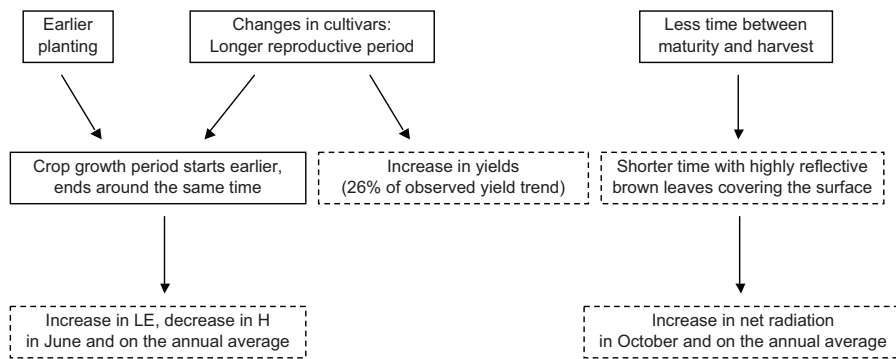 Earlier
planting
Changes in cultivars:
Longer reproductive period
Less time between
maturity and harvest
Crop growth period starts earlier,
ends around the same time
Increase in yields
(26% of observed yield trend)
Shorter time with highly reflective
brown leaves covering the surface
Increase in LE, decrease in H
in June and on the annual average
Increase in net radiation
in October and on the annual average